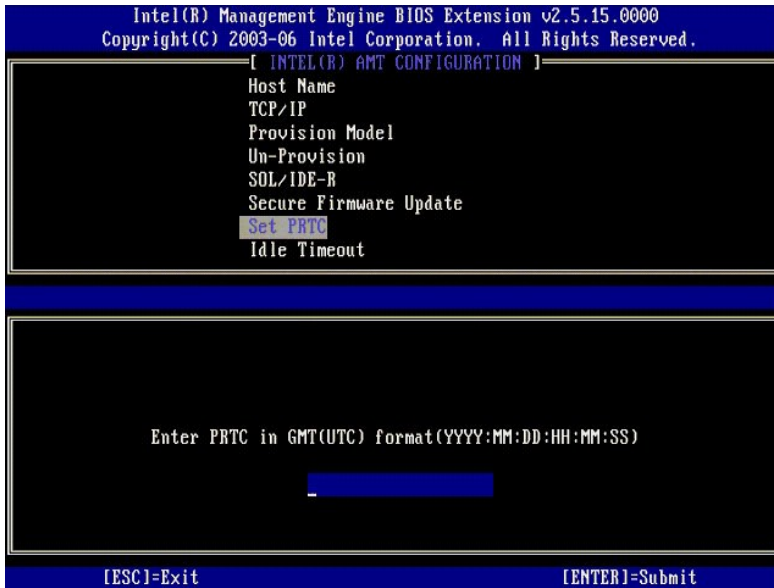 Intel(R) Management Engine BIOS Extension v2.5.15.0000
Copyright(C) 2003-06 Intel Corporation.  All Rights Reserved.
[ INTEL(R) AMT CONFIGURATION ]
Host Name
TCP/IP
Provision Model
Un-Provision
SOL/IDE-R
Secure Firmware Update
Set PRTC
Idle Timeout
Enter PRTC in GMT(UTC) format(YYYY:MM:DD:HH:MM:SS)
[ESC]=Exit [ENTER]=Submit